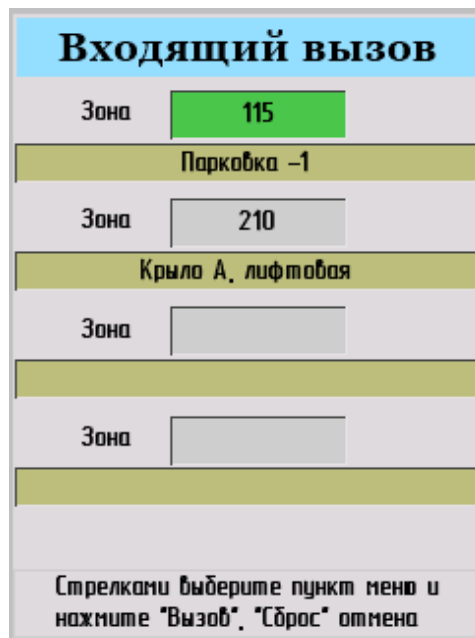 Входящий вызов
Зона 115
Парковка -1
Зона 210
Крыло А, лифтовая
Зона
Зона
Стрелками выберите пункт меню и
нажмите "Вызов", "Сброс" отмена